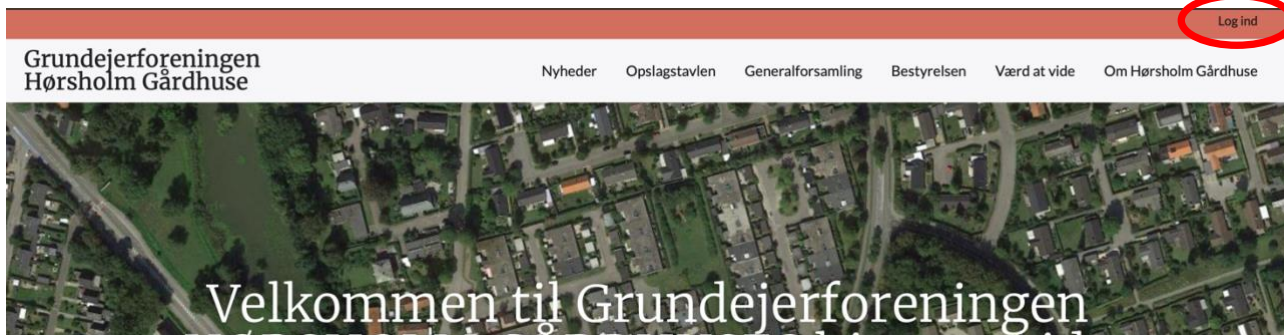 Log ind
Grundejerforeningen
Hørsholm Gårdhuse
Nyheder Opslagstavlen Generalforsamling Bestyrelsen Værd at vide Om Hørsholm Gårdhuse
Velkommen til Grundejerforeningen